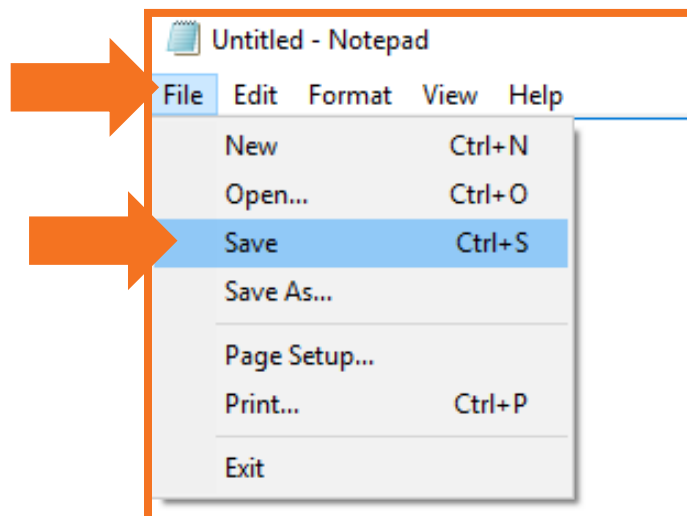 Untitled - Notepad
File Edit Format View Help
New Ctrl+N
Open... Ctrl+O
Save Ctrl+S
Save As...
Page Setup...
Print... Ctrl+P
Exit